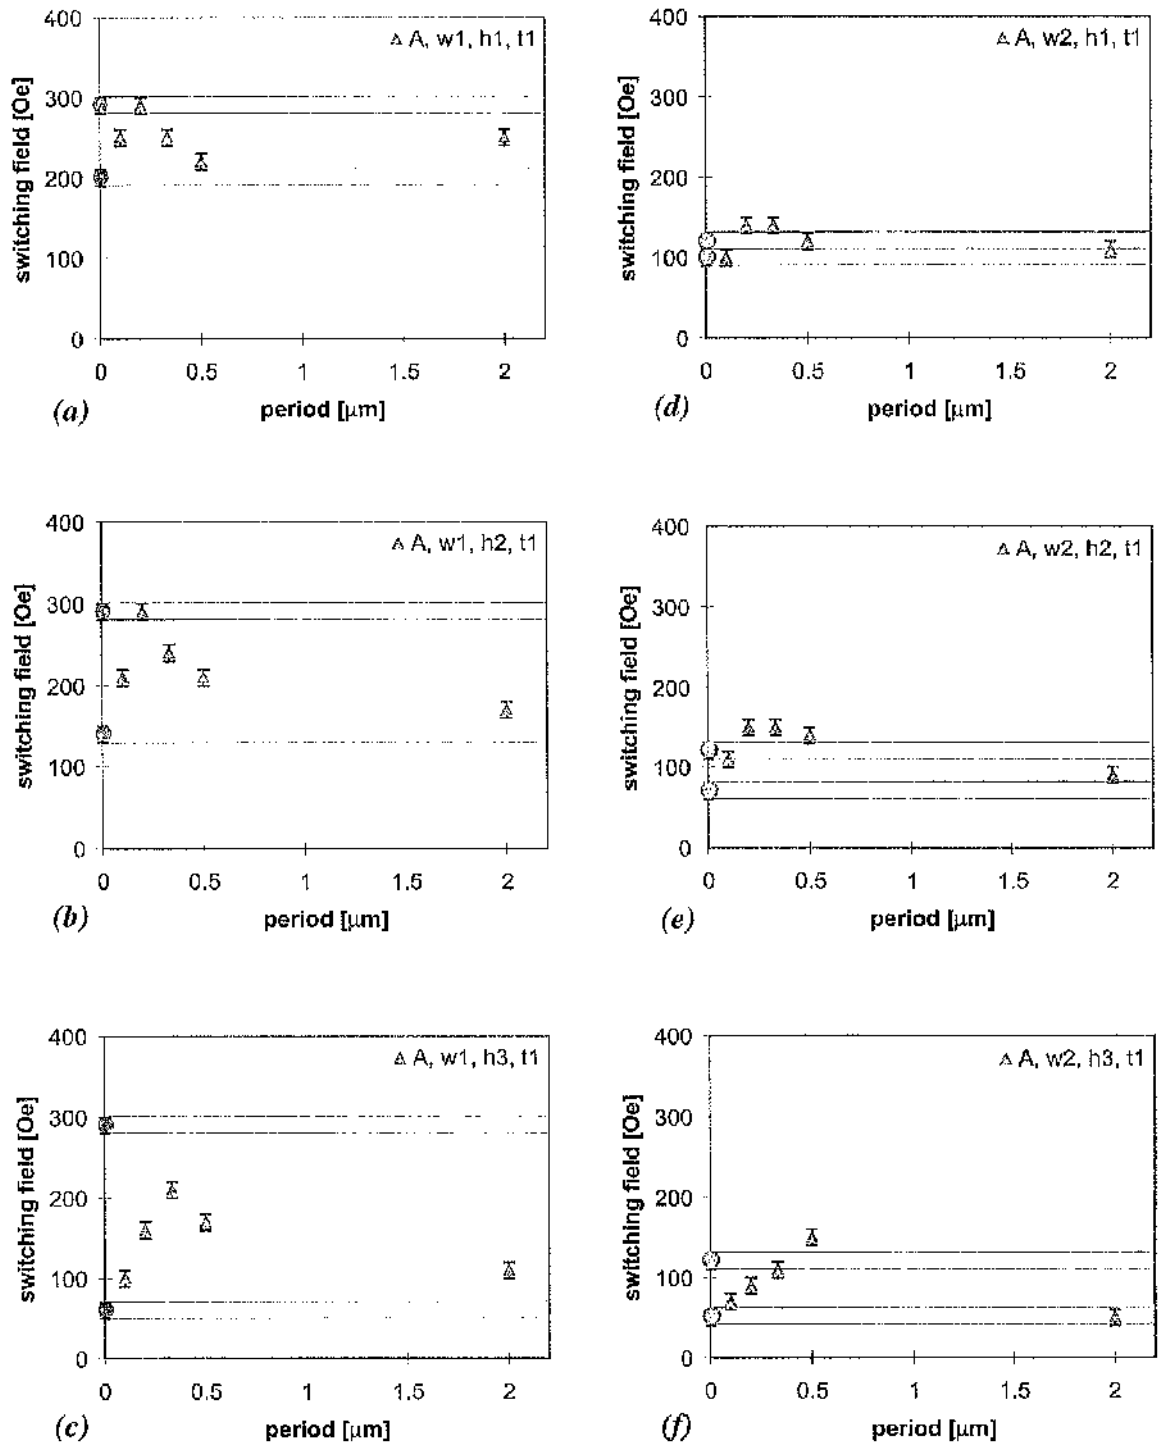 400
300
200
100
0
switching field [Oe]
A, w1, h1, t1
0 0.5 1 1.5 2
(a) period [µm]
400
300
200
100
0
switching field [Oe]
A, w2, h1, t1
0 0.5 1 1.5 2
(d) period [µm]
400
300
200
100
0
switching field [Oe]
A, w1, h2, t1
0 0.5 1 1.5 2
(b) period [µm]
400
300
200
100
0
switching field [Oe]
A, w2, h2, t1
0 0.5 1 1.5 2
(e) period [µm]
400
300
200
100
0
switching field [Oe]
A, w1, h3, t1
0 0.5 1 1.5 2
(c) period [µm]
400
300
200
100
0
switching field [Oe]
A, w2, h3, t1
0 0.5 1 1.5 2
(f) period [µm]